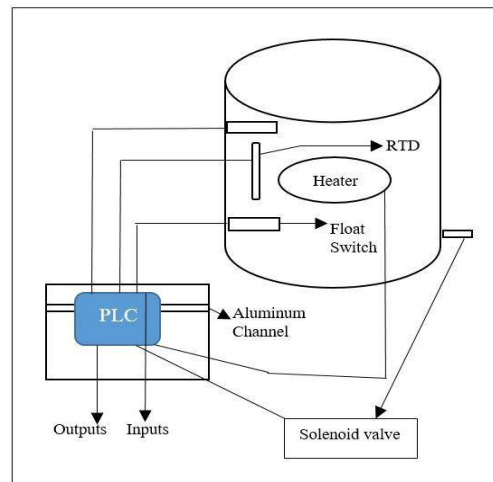 RTD
Heater
Float
Switch
PLC
Aluminum
Channel
Outputs
Inputs
Solenoid valve